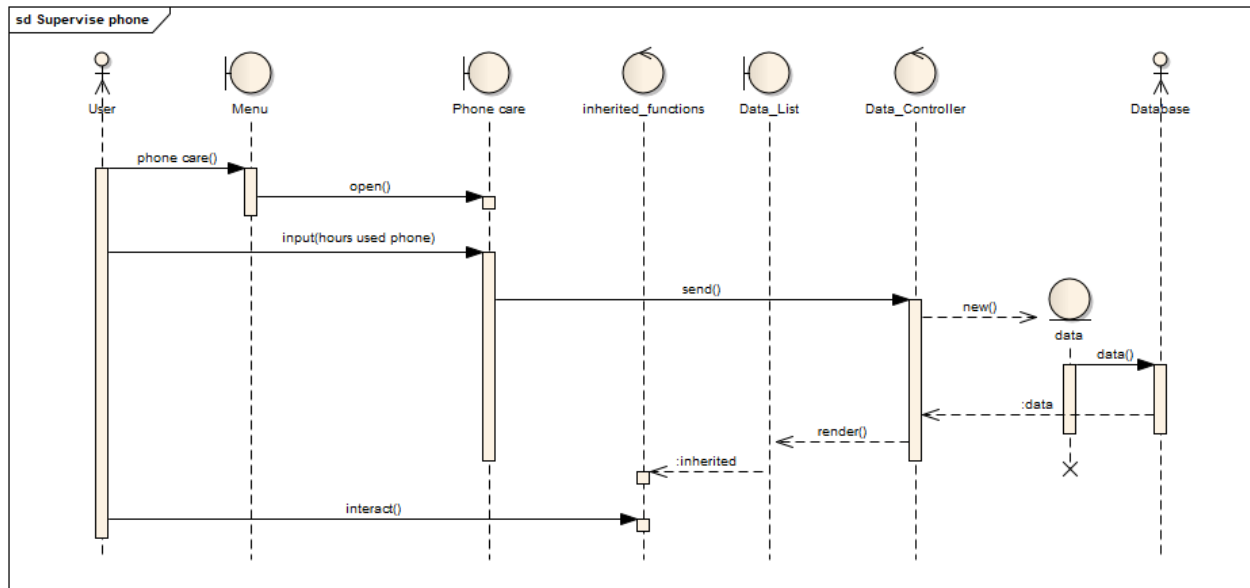 sd Supervise phone
User
Menu
Phone care
inherited_functions
Data_List
Data_Controller
Database
phone care()
open()
input(hours used phone)
send()
new()
data
data()
:data
render()
:inherited
interact()